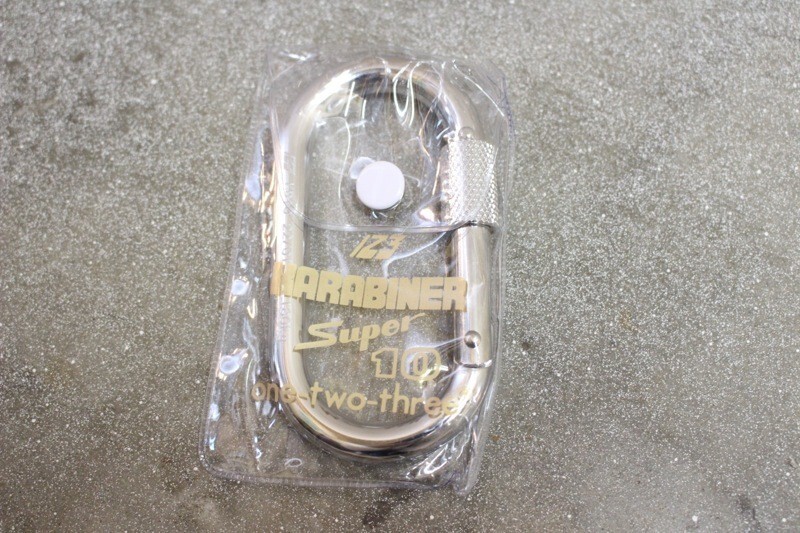 123
KARABINER
Super
10
one-two-three